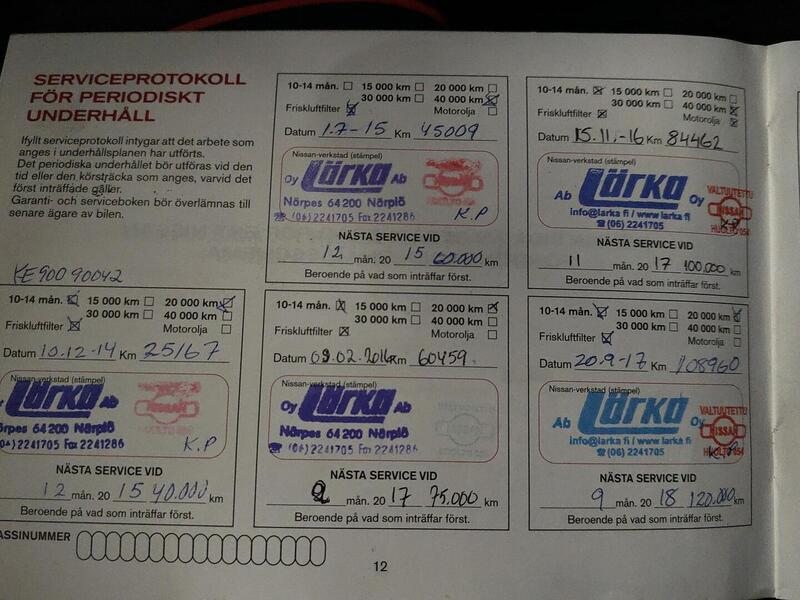 SERVICEPROTOKOLL
FÖR PERIODISKT
UNDERHÅLL
Ifyllt serviceprotokoll intygar att det arbete som
anges i underhållsplanen har utförts.
Det periodiska underhållet bör utföras vid den
tid eller den körsträcka som anges, varvid det
först inträffade gäller.
Garanti- och serviceboken bör överlämnas till
senare ägare av bilen.
KE900 90042
10-14 mån. 15 000 km 20 000 km
30 000 km 40 000 km
Friskluftfilter Motorolja
Datum 10.12-14 Km 25167
Nissan-verkstad (stämpel)
Lärka Ab
Närpes 64200 Närpiö
(06) 2241705 Fax 2241286
K.P
NÄSTA SERVICE VID
12 mån. 20 15 40.000 km
Beroende på vad som inträffar först.
ASSINUMMER
10-14 mån. 15 000 km 20 000 km
30 000 km 40 000 km
Friskluftfilter Motorolja
Datum 1.7-15 Km 45009
Nissan-verkstad (stämpel)
Oy Lärka Ab
Närpes 64200 Närpiö
(06) 2241705 Fax 2241286
K.P
NÄSTA SERVICE VID
12 mån. 20 15 60.000 km
Beroende på vad som inträffar först.
10-14 mån. 15 000 km 20 000 km
30 000 km 40 000 km
Friskluftfilter Motorolja
Datum 09.02.2016 Km 60459
Nissan-verkstad (stämpel)
Oy Lärka Ab
Närpes 64200 Närpiö
(06) 2241705 Fax 2241286
NÄSTA SERVICE VID
2 mån. 20 17 75.000 km
Beroende på vad som inträffar först.
10-14 mån. 15 000 km 20 000 km
30 000 km 40 000 km
Friskluftfilter Motorolja
Datum 15.11.-16 Km 84462
Nissan-verkstad (stämpel)
Ab Lärka Oy
info@larka.fi / www.larka.fi
(06) 2241705
VALTUUTETTU
NISSAN
HUOLTO 054
NÄSTA SERVICE VID
11 mån. 20 17 100.000 km
Beroende på vad som inträffar först.
10-14 mån. 15 000 km 20 000 km
30 000 km 40 000 km
Friskluftfilter Motorolja
Datum 20.9-17 Km 108960
Nissan-verkstad (stämpel)
Ab Lärka Oy
info@larka.fi / www.larka.fi
(06) 2241705
VALTUUTETTU
NISSAN
HUOLTO 054
NÄSTA SERVICE VID
9 mån. 20 18 120.000 km
Beroende på vad som inträffar först.
12